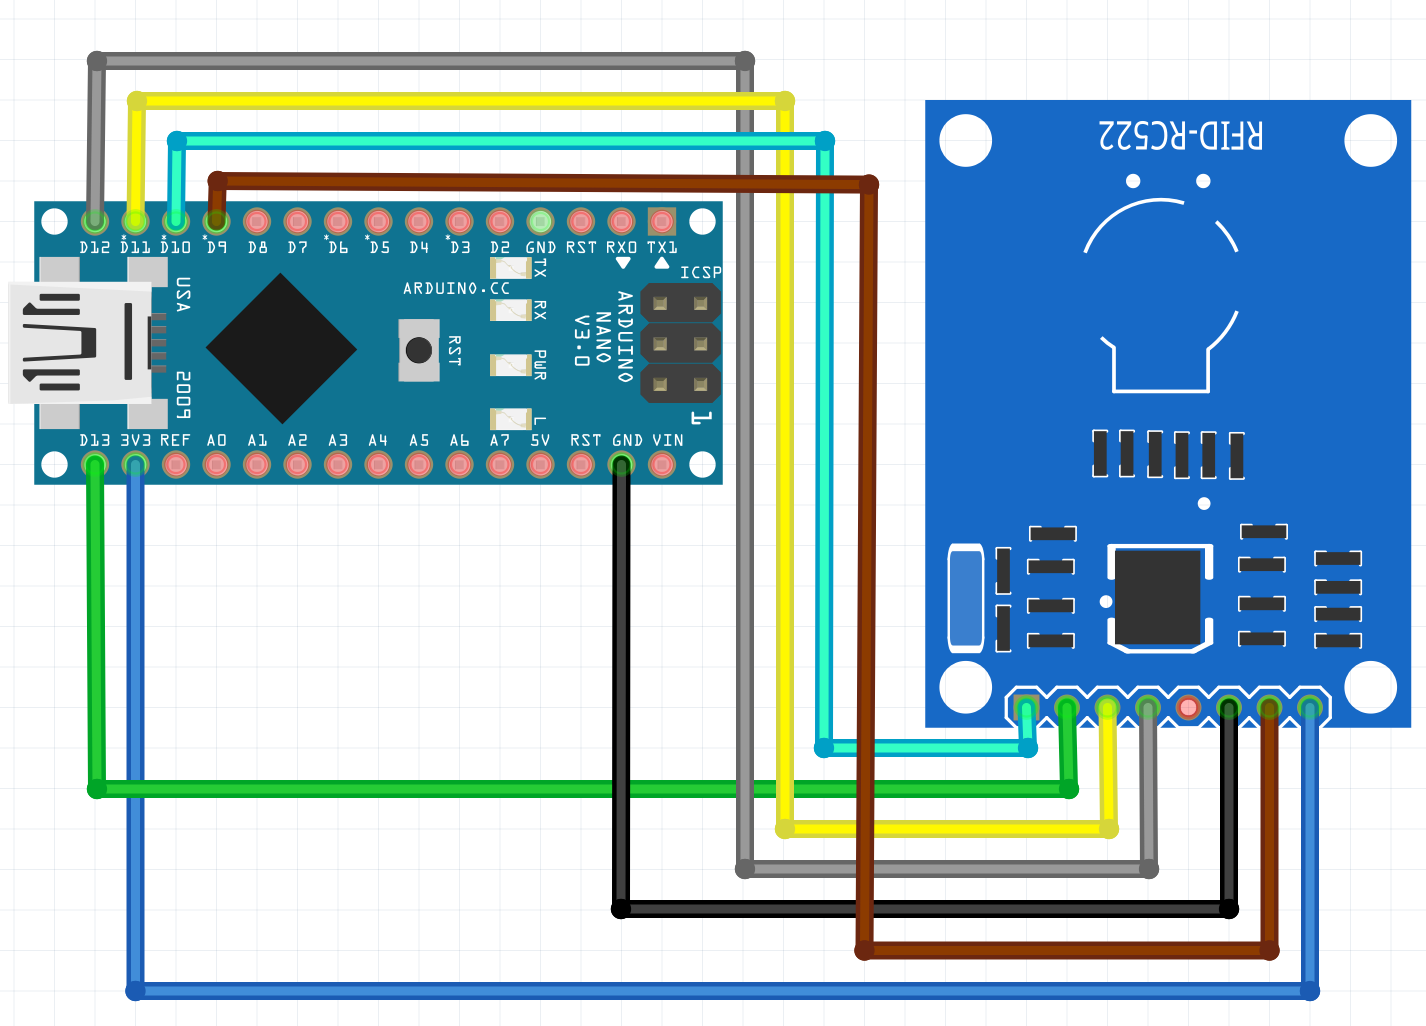 RFID-RC522
D12 *D11 *D10 *D9 D8 D7 *D6 *D5 D4 *D3 D2 GND RST RX0 TX1
USA
2009
ARDUINO.CC
RST
TX
RX
PWR
L
ARDUINO
NANO
V3.0
ICSP
1
D13 3V3 REF A0 A1 A2 A3 A4 A5 A6 A7 5V RST GND VIN